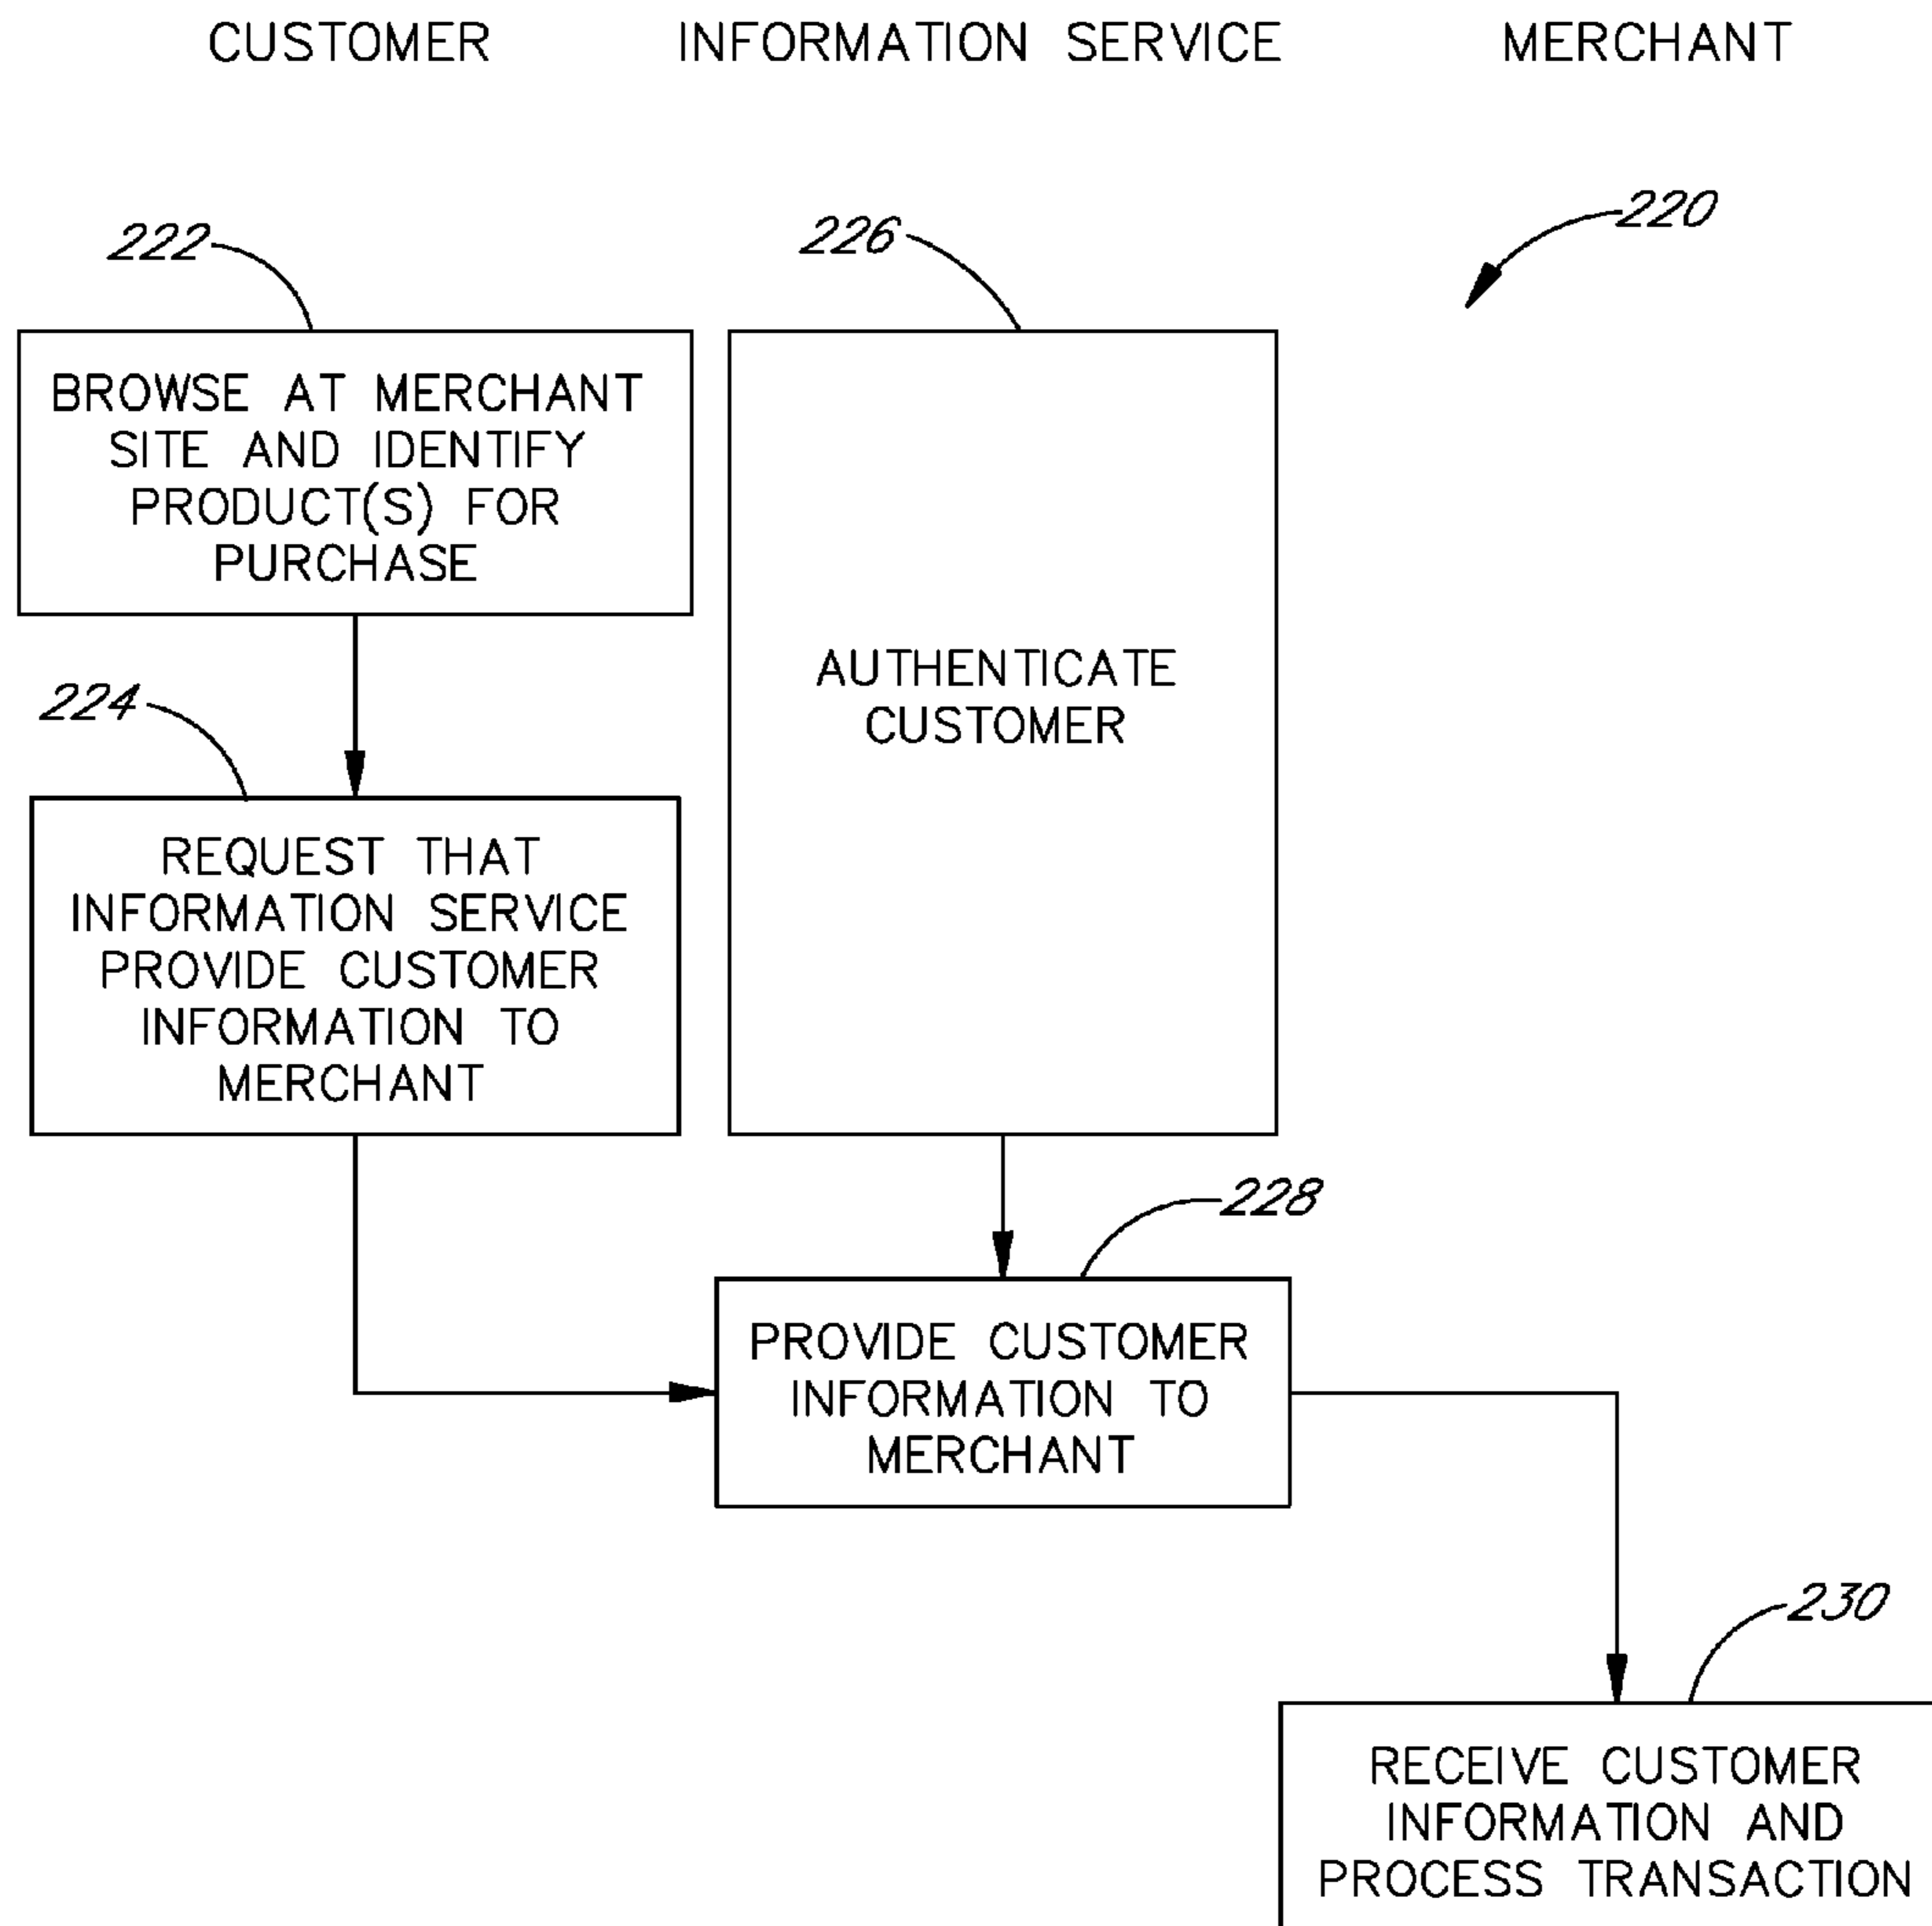 CUSTOMER
INFORMATION SERVICE
MERCHANT
220
222
226
BROWSE AT MERCHANT
SITE AND IDENTIFY
PRODUCT(S) FOR
PURCHASE
AUTHENTICATE
CUSTOMER
224
REQUEST THAT
INFORMATION SERVICE
PROVIDE CUSTOMER
INFORMATION TO
MERCHANT
228
PROVIDE CUSTOMER
INFORMATION TO
MERCHANT
230
RECEIVE CUSTOMER
INFORMATION AND
PROCESS TRANSACTION